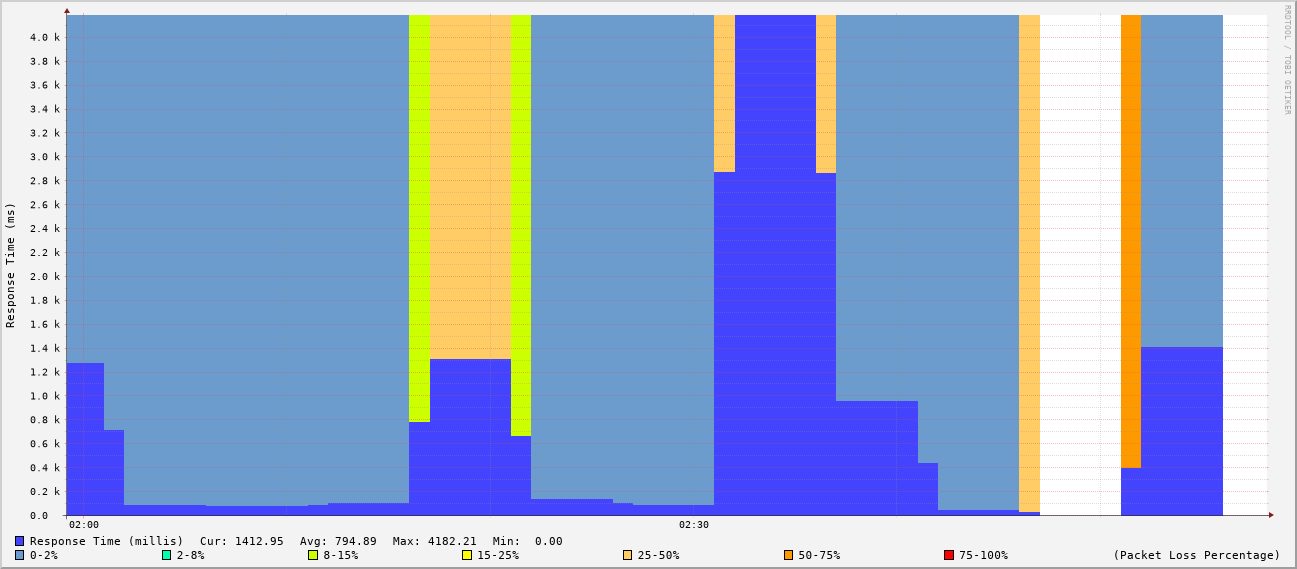 RRDTOOL / TOBI OETIKER
Response Time (ms)
4.0 k
3.8 k
3.6 k
3.4 k
3.2 k
3.0 k
2.8 k
2.6 k
2.4 k
2.2 k
2.0 k
1.8 k
1.6 k
1.4 k
1.2 k
1.0 k
0.8 k
0.6 k
0.4 k
0.2 k
0.0
02:00 02:30
Response Time (millis) Cur: 1412.95 Avg: 794.89 Max: 4182.21 Min: 0.00
0-2% 2-8% 8-15% 15-25% 25-50% 50-75% 75-100% (Packet Loss Percentage)